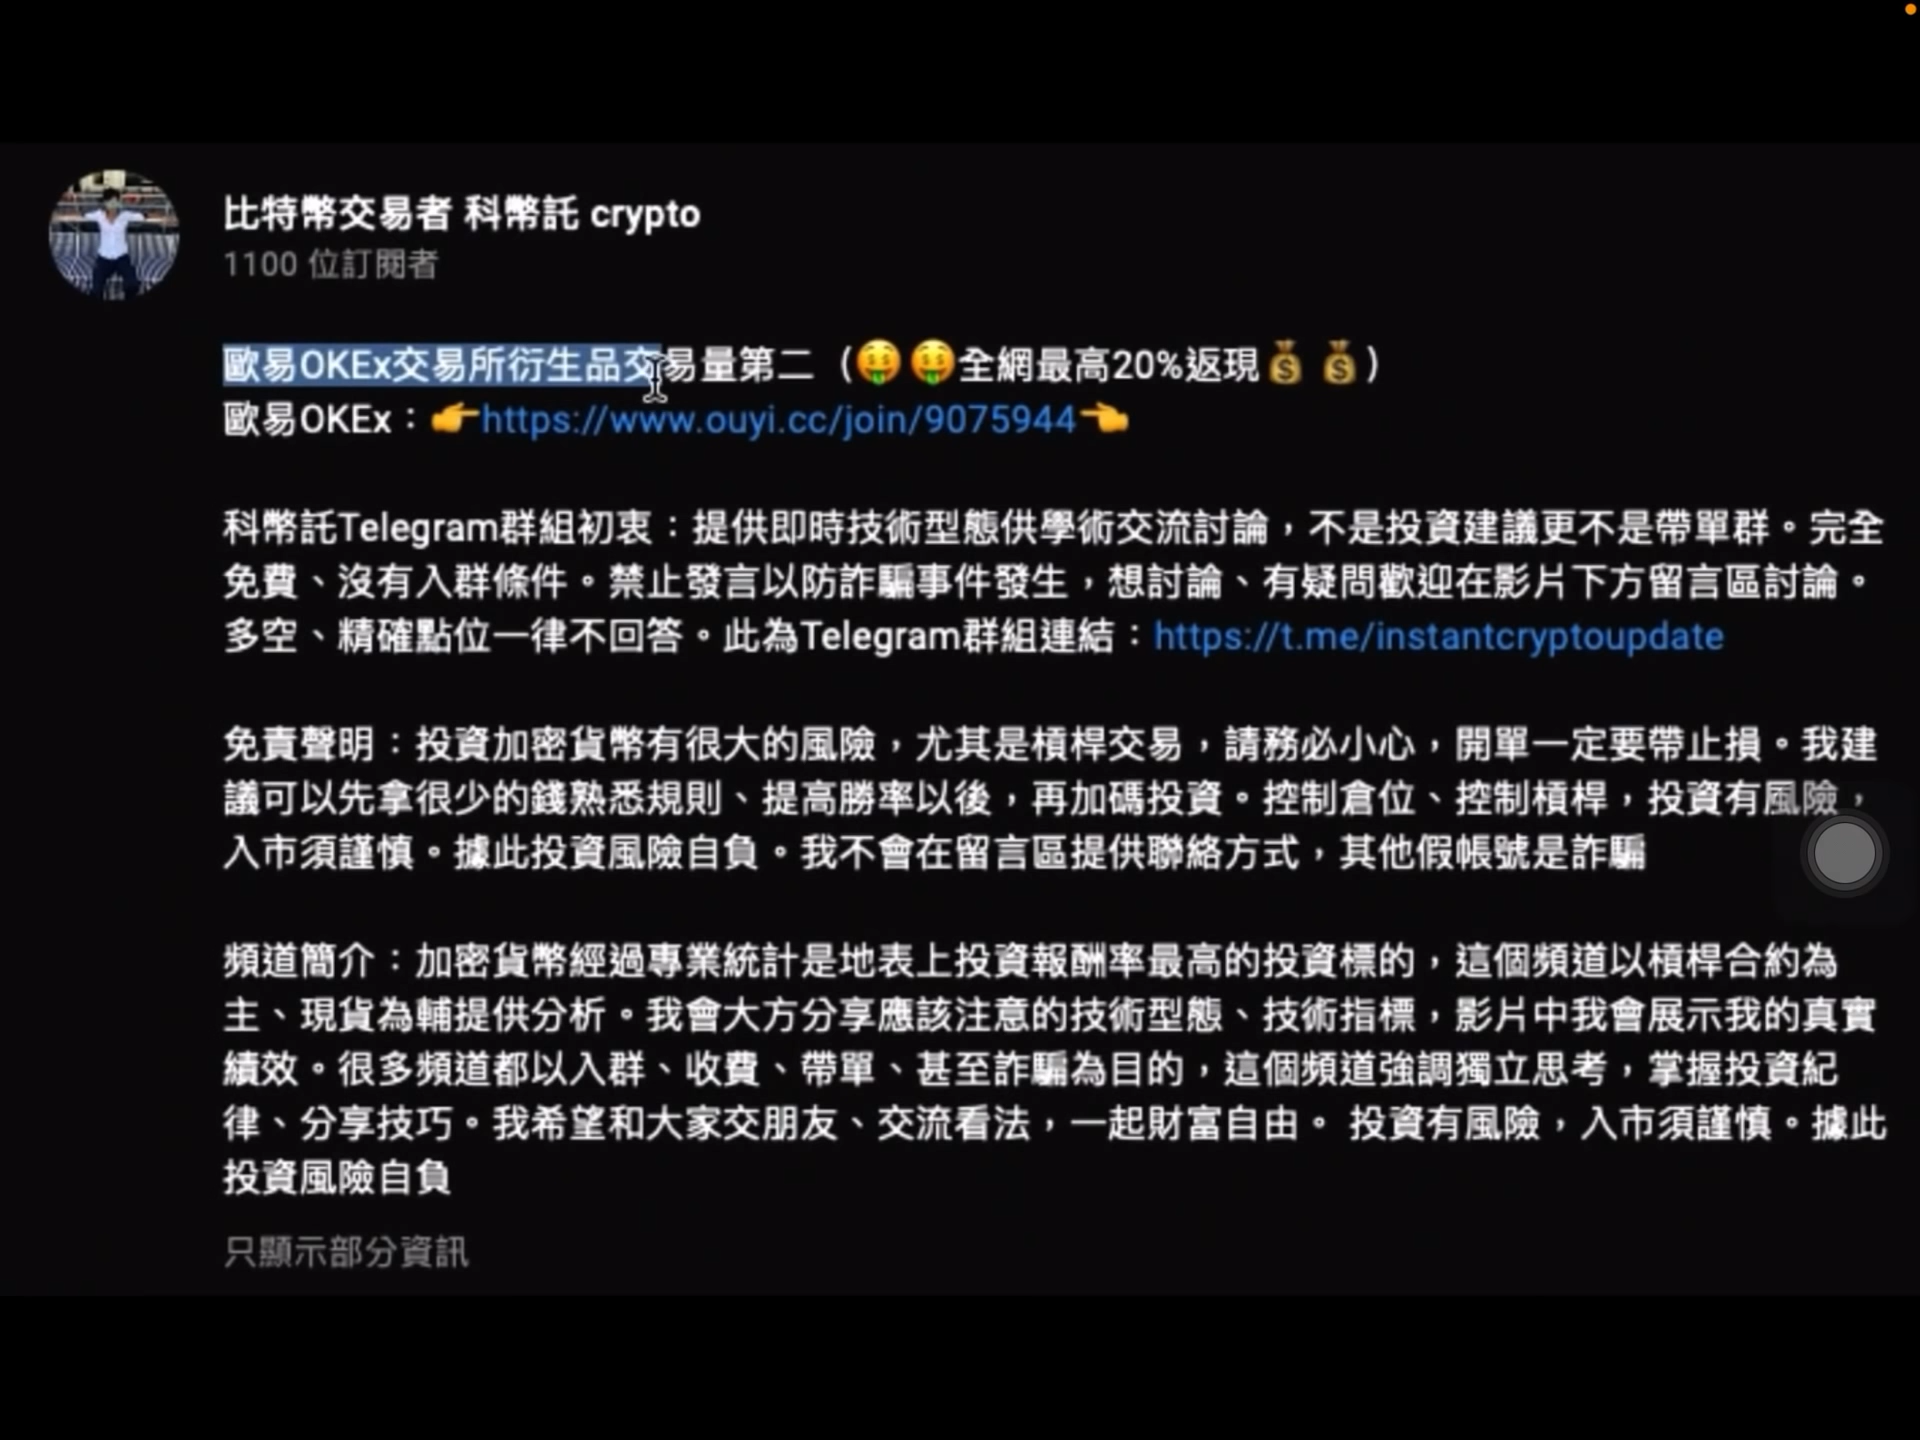 比特幣交易者 科幣託 crypto
1100 位訂閱者
歐易OKEx交易所衍生品交易量第二（🤑🤑全網最高20%返現💰💰）
歐易OKEx：👉https://www.ouyi.cc/join/9075944👈
科幣託Telegram群組初衷：提供即時技術型態供學術交流討論，不是投資建議更不是帶單群。完全
免費、沒有入群條件。禁止發言以防詐騙事件發生，想討論、有疑問歡迎在影片下方留言區討論。
多空、精確點位一律不回答。此為Telegram群組連結：https://t.me/instantcryptoupdate
免責聲明：投資加密貨幣有很大的風險，尤其是槓桿交易，請務必小心，開單一定要帶止損。我建
議可以先拿很少的錢熟悉規則、提高勝率以後，再加碼投資。控制倉位、控制槓桿，投資有風險，
入市須謹慎。據此投資風險自負。我不會在留言區提供聯絡方式，其他假帳號是詐騙
頻道簡介：加密貨幣經過專業統計是地表上投資報酬率最高的投資標的，這個頻道以槓桿合約為
主、現貨為輔提供分析。我會大方分享應該注意的技術型態、技術指標，影片中我會展示我的真實
績效。很多頻道都以入群、收費、帶單、甚至詐騙為目的，這個頻道強調獨立思考，掌握投資紀
律、分享技巧。我希望和大家交朋友、交流看法，一起財富自由。 投資有風險，入市須謹慎。據此
投資風險自負
只顯示部分資訊